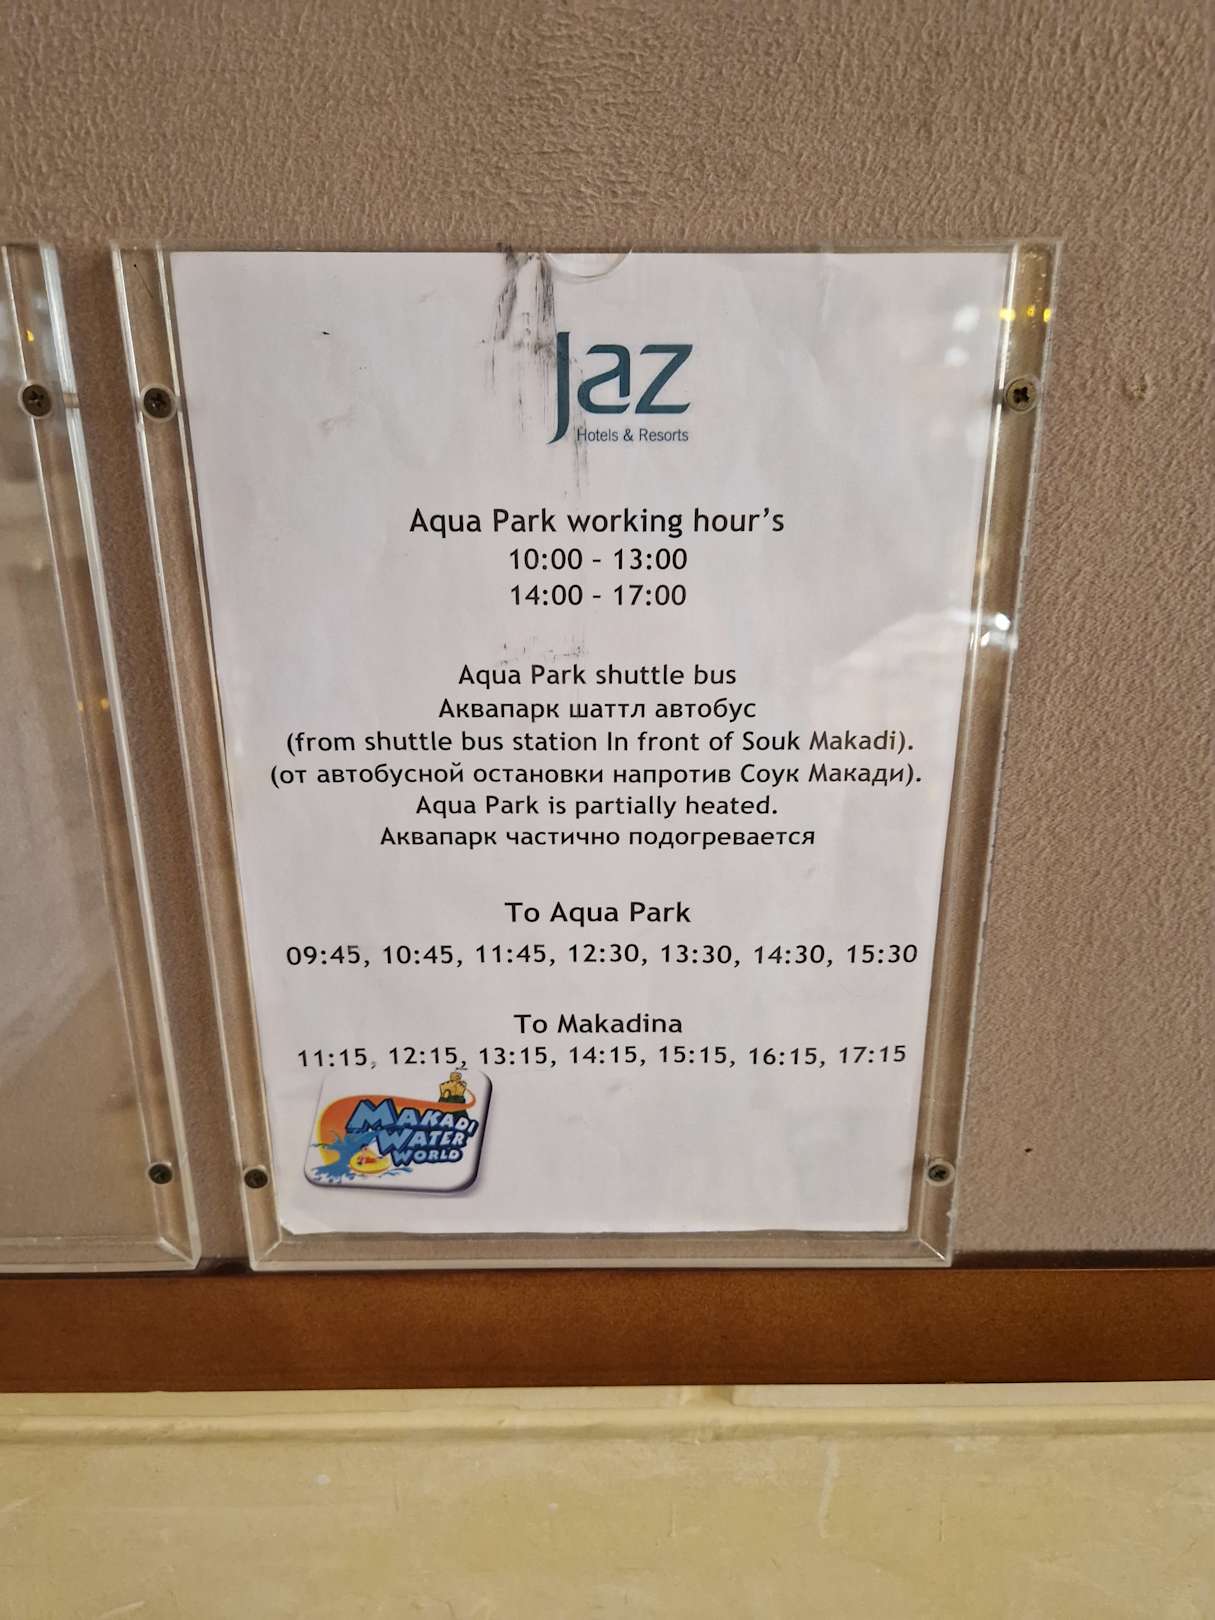 Jaz
Hotels & Resorts
Aqua Park working hour’s
10:00 - 13:00
14:00 - 17:00
Aqua Park shuttle bus
Аквапарк шаттл автобус
(from shuttle bus station In front of Souk Makadi).
(от автобусной остановки напротив Соук Макади).
Aqua Park is partially heated.
Аквапарк частично подогревается
To Aqua Park
09:45, 10:45, 11:45, 12:30, 13:30, 14:30, 15:30
To Makadina
11:15, 12:15, 13:15, 14:15, 15:15, 16:15, 17:15
MAKADI
WATER
WORLD